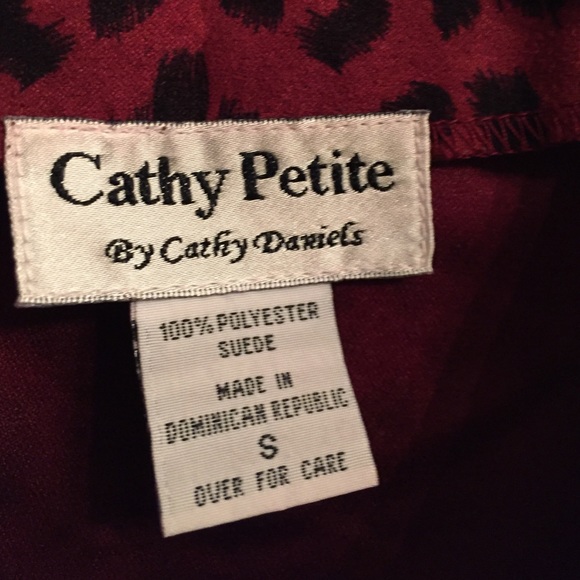 Cathy Petite
By Cathy Daniels
100% POLYESTER
SUEDE
MADE IN
DOMINICAN REPUBLIC
S
OVER FOR CARE